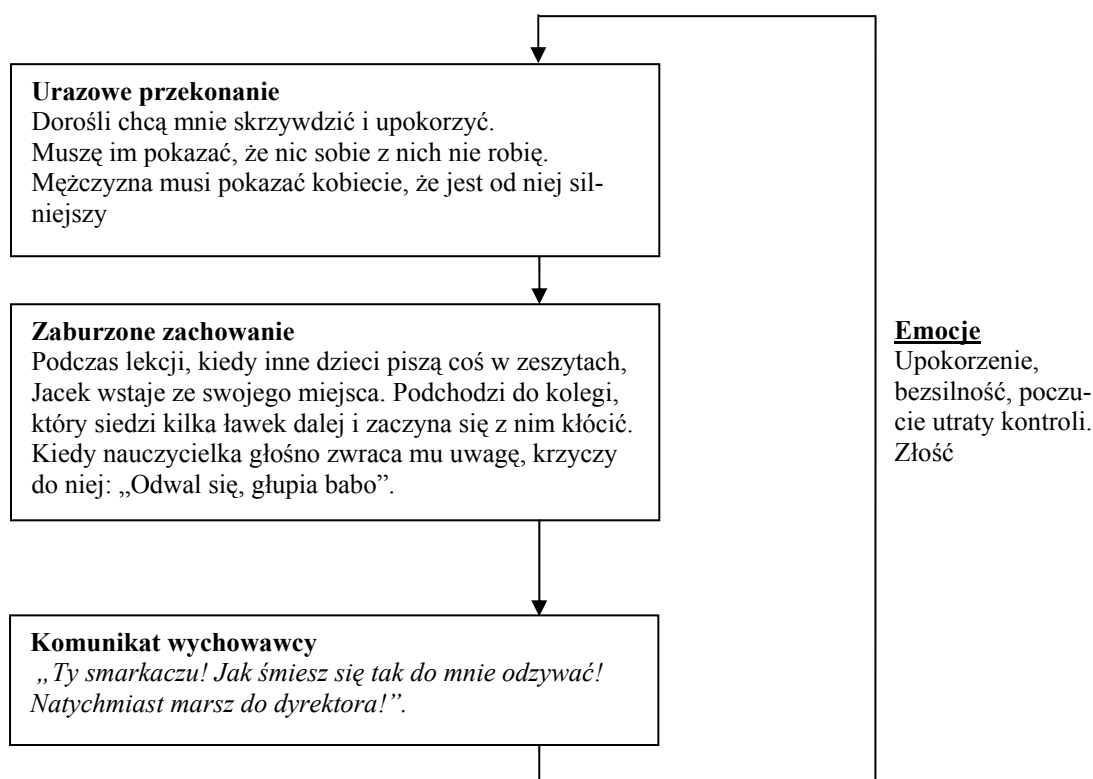 Urazowe przekonanie
Dorośli chcą mnie skrzywdzić i upokorzyć.
Muszę im pokazać, że nic sobie z nich nie robię.
Mężczyzna musi pokazać kobiecie, że jest od niej sil-
niejszy
Zaburzone zachowanie
Podczas lekcji, kiedy inne dzieci piszą coś w zeszytach,
Jacek wstaje ze swojego miejsca. Podchodzi do kolegi,
który siedzi kilka ławek dalej i zaczyna się z nim kłócić.
Kiedy nauczycielka głośno zwraca mu uwagę, krzyczy
do niej: „Odwal się, głupia babo”.
Emocje
Upokorzenie,
bezsilność, poczu-
cie utraty kontroli.
Złość
Komunikat wychowawcy
„Ty smarkaczu! Jak śmiesz się tak do mnie odzywać!
Natychmiast marsz do dyrektora!”.